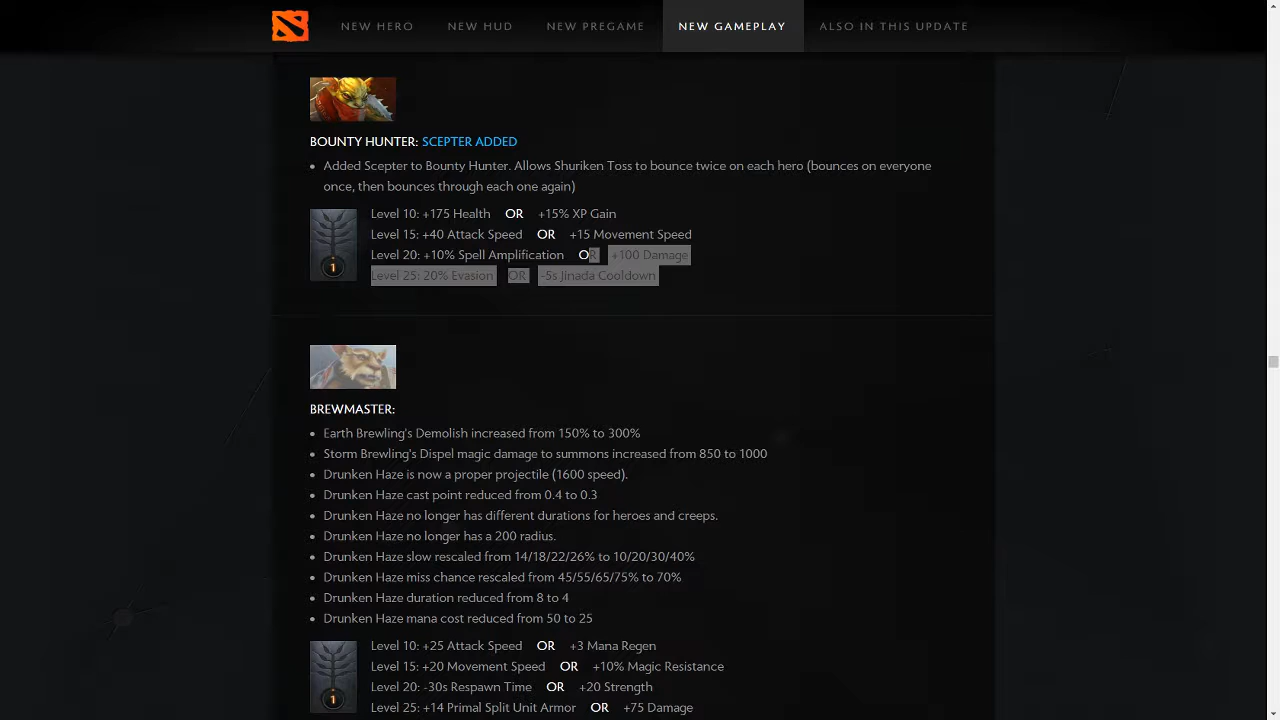 NEW HERO NEW HUD NEW PREGAME NEW GAMEPLAY ALSO IN THIS UPDATE
BOUNTY HUNTER: SCEPTER ADDED
• Added Scepter to Bounty Hunter. Allows Shuriken Toss to bounce twice on each hero (bounces on everyone
once, then bounces through each one again)
Level 10: +175 Health OR +15% XP Gain
Level 15: +40 Attack Speed OR +15 Movement Speed
Level 20: +10% Spell Amplification OR +100 Damage
Level 25: 20% Evasion OR -5s Jinada Cooldown
1
BREWMASTER:
• Earth Brewling's Demolish increased from 150% to 300%
• Storm Brewling's Dispel magic damage to summons increased from 850 to 1000
• Drunken Haze is now a proper projectile (1600 speed).
• Drunken Haze cast point reduced from 0.4 to 0.3
• Drunken Haze no longer has different durations for heroes and creeps.
• Drunken Haze no longer has a 200 radius.
• Drunken Haze slow rescaled from 14/18/22/26% to 10/20/30/40%
• Drunken Haze miss chance rescaled from 45/55/65/75% to 70%
• Drunken Haze duration reduced from 8 to 4
• Drunken Haze mana cost reduced from 50 to 25
Level 10: +25 Attack Speed OR +3 Mana Regen
Level 15: +20 Movement Speed OR +10% Magic Resistance
Level 20: -30s Respawn Time OR +20 Strength
Level 25: +14 Primal Split Unit Armor OR +75 Damage
1